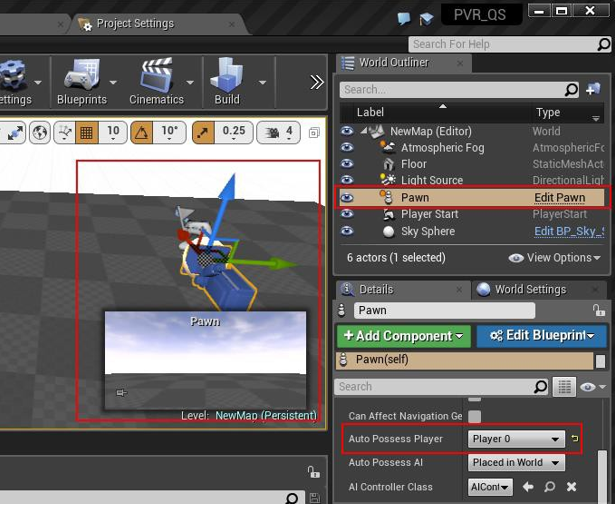 Project Settings
PVR_QS
Search For Help
ettings
Blueprints
Cinematics
Build
World Outliner
Search...
Label
Type
10
10°
0.25
4
NewMap (Editor)
World
Atmospheric Fog
AtmosphericFo
Floor
StaticMeshAct
Light Source
DirectionalLigh
Pawn
Edit Pawn
Player Start
PlayerStart
Sky Sphere
Edit BP_Sky_S
6 actors (1 selected)
View Options
Details
World Settings
Pawn
+ Add Component
Edit Blueprint
Pawn(self)
Search
Pawn
Can Affect Navigation Ge
Level: NewMap (Persistent)
Auto Possess Player
Player 0
Auto Possess AI
Placed in World
AI Controller Class
AICont